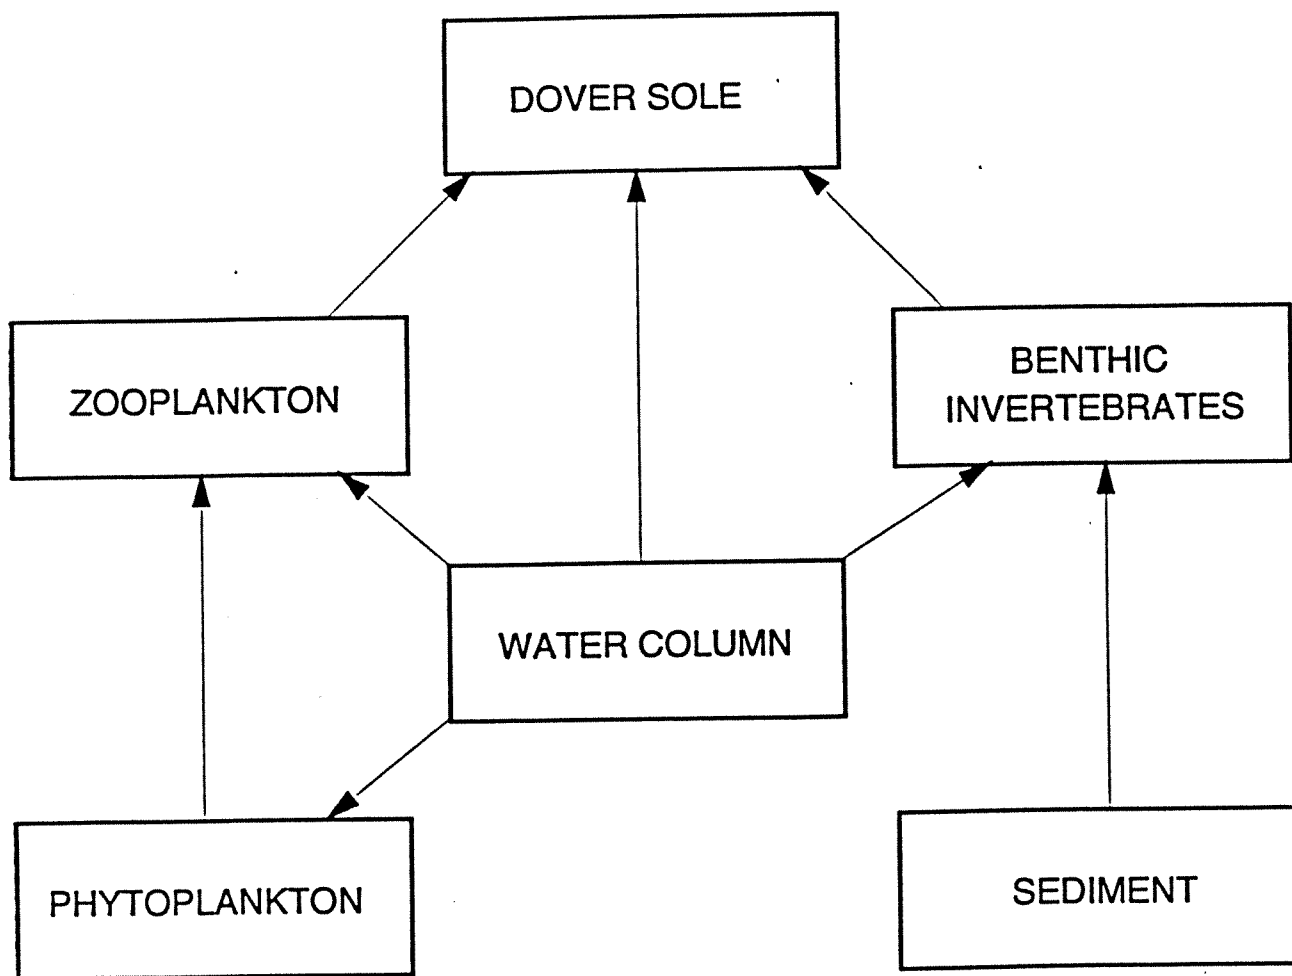 DOVER SOLE
ZOOPLANKTON
BENTHIC
INVERTEBRATES
WATER COLUMN
PHYTOPLANKTON
SEDIMENT